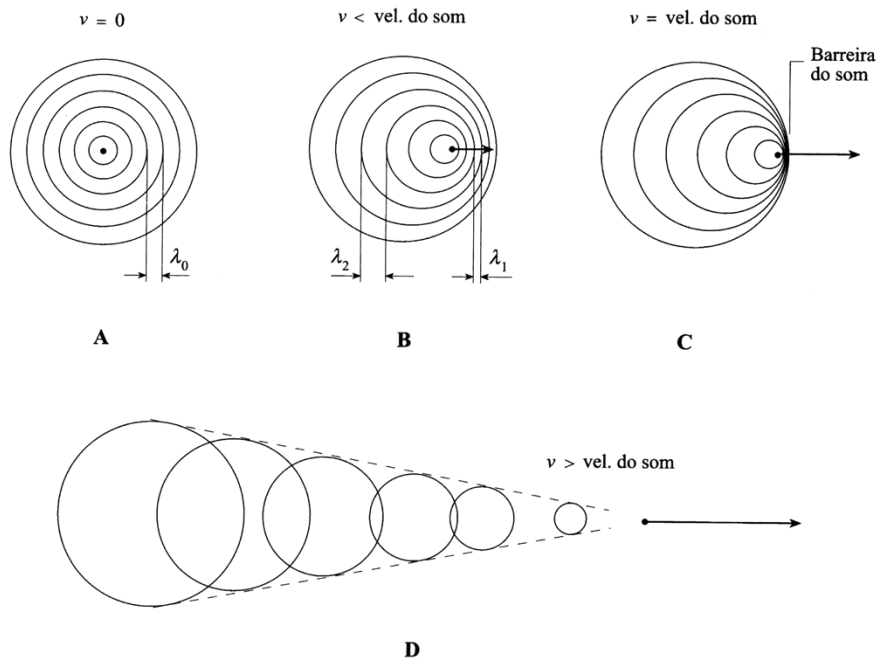 v = 0
v < vel. do som
v = vel. do som
Barreira
do som
λ₀
λ₂
λ₁
A
B
C
v > vel. do som
D